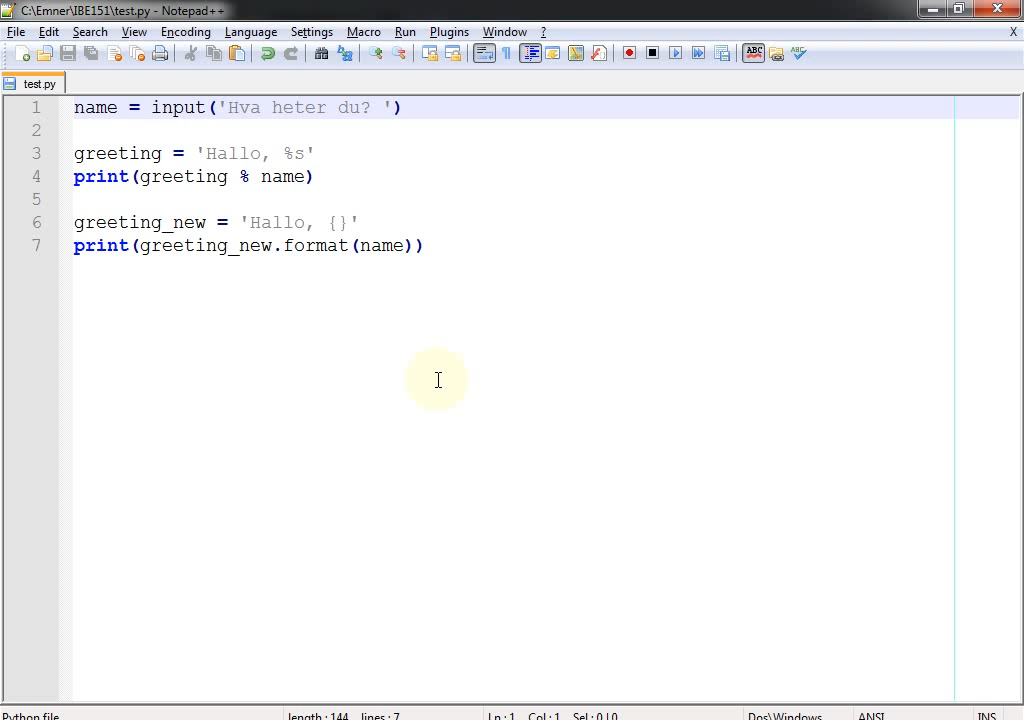 C:\Emner\IBE151\test.py - Notepad++
File Edit Search View Encoding Language Settings Macro Run Plugins Window ? X
ABC ABC
test.py
1 name = input('Hva heter du? ')
2
3 greeting = 'Hallo, %s'
4 print(greeting % name)
5
6 greeting_new = 'Hallo, {}'
7 print(greeting_new.format(name))
Python file length : 144 lines : 7 Ln : 1 Col : 1 Sel : 0 | 0 Dos\Windows ANSI INS